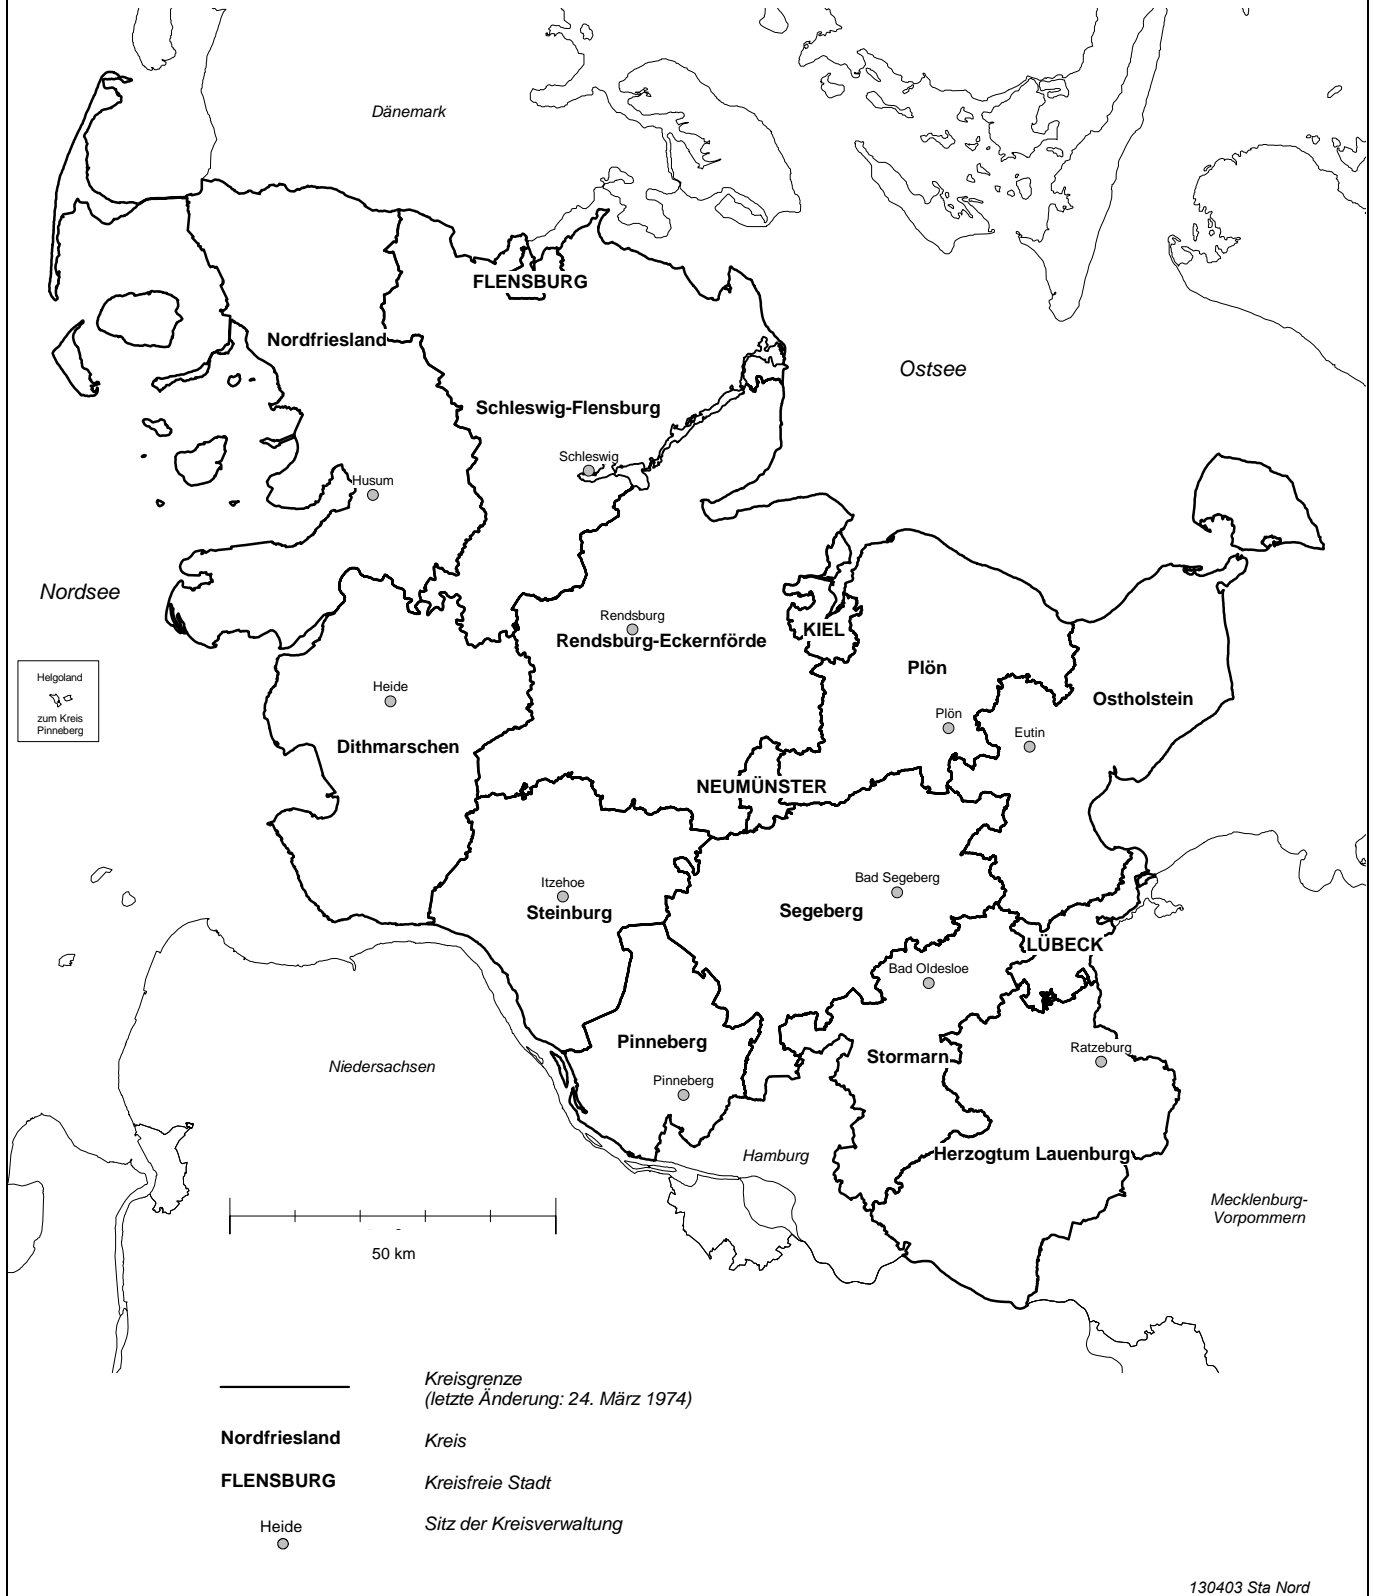 Dänemark
FLENSBURG
Nordfriesland
Ostsee
Schleswig-Flensburg
Schleswig
Husum
Nordsee
Rendsburg
Rendsburg-Eckernförde
KIEL
Plön
Helgoland
zum Kreis
Pinneberg
Heide
Ostholstein
Plön
Eutin
Dithmarschen
NEUMÜNSTER
Itzehoe
Steinburg
Bad Segeberg
Segeberg
LÜBECK
Bad Oldesloe
Pinneberg
Stormarn
Ratzeburg
Niedersachsen
Pinneberg
Hamburg
Herzogtum Lauenburg
Mecklenburg-
Vorpommern
50 km
Kreisgrenze
(letzte Änderung: 24. März 1974)
Nordfriesland Kreis
FLENSBURG Kreisfreie Stadt
Heide Sitz der Kreisverwaltung
130403 Sta Nord